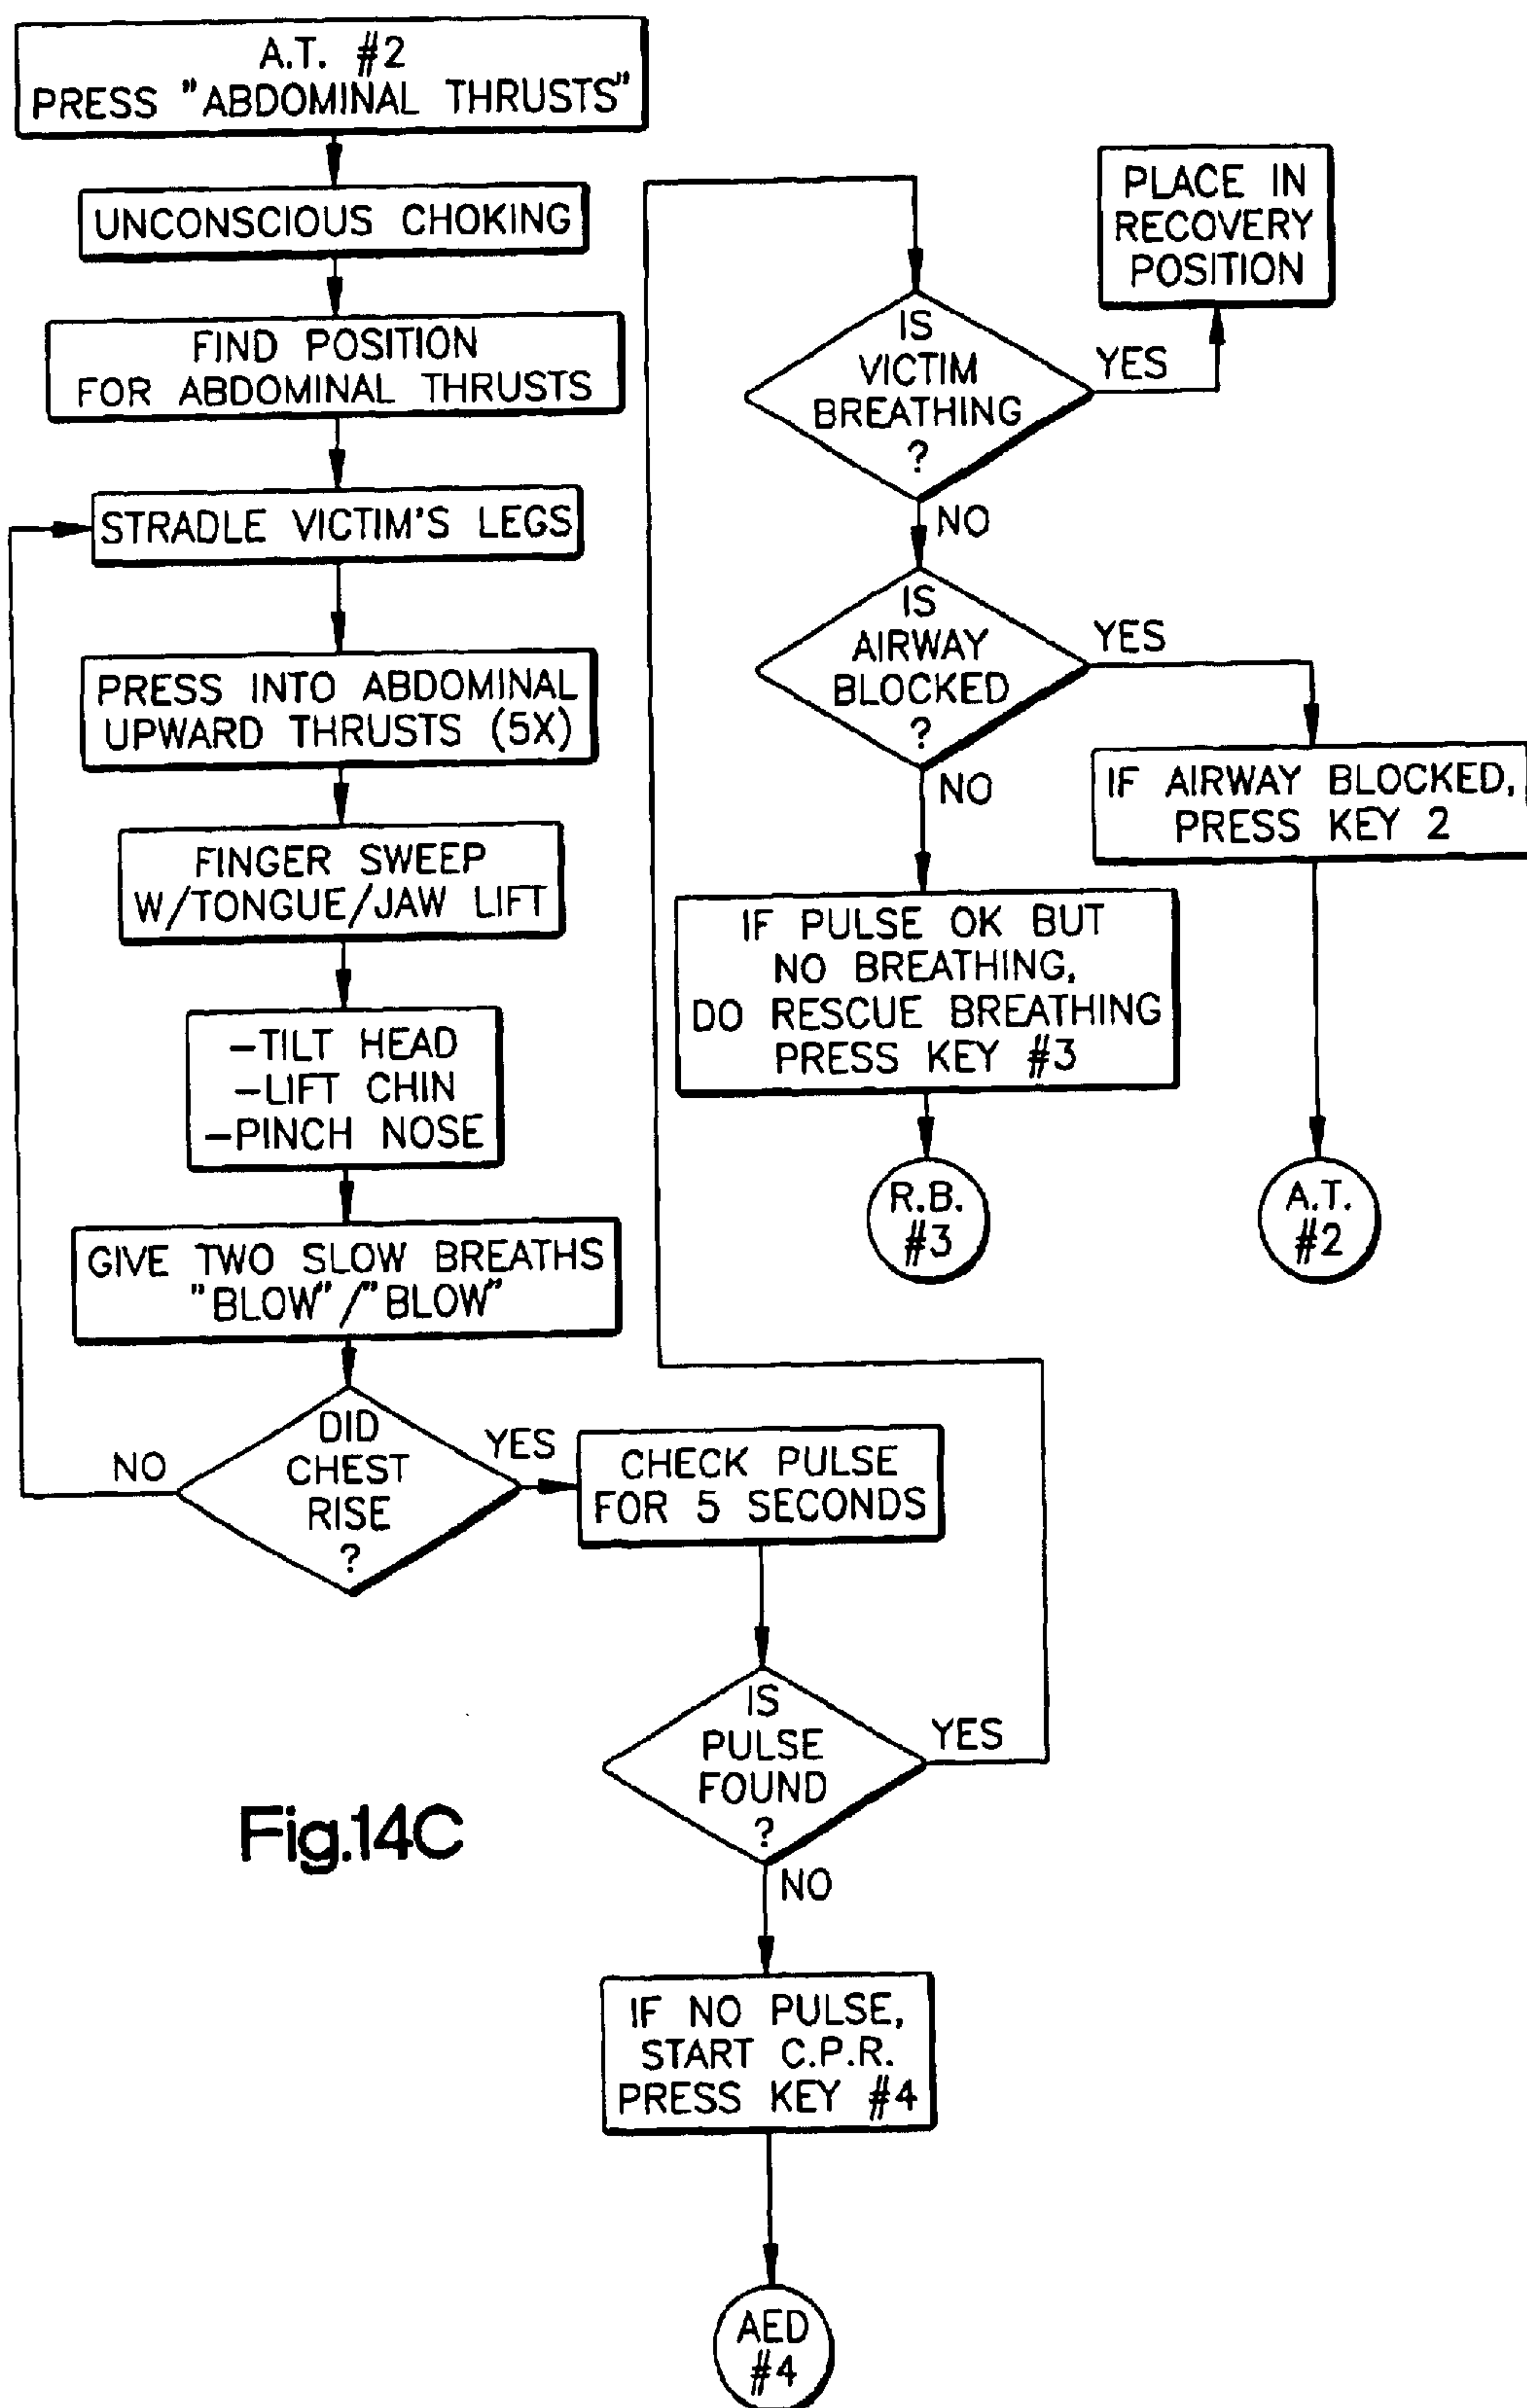 A.T. #2
PRESS "ABDOMINAL THRUSTS"
UNCONSCIOUS CHOKING
FIND POSITION
FOR ABDOMINAL THRUSTS
STRADLE VICTIM'S LEGS
PRESS INTO ABDOMINAL
UPWARD THRUSTS (5X)
FINGER SWEEP
W/TONGUE/JAW LIFT
-TILT HEAD
-LIFT CHIN
-PINCH NOSE
GIVE TWO SLOW BREATHS
"BLOW"/"BLOW"
DID
CHEST
RISE
?
NO
YES
CHECK PULSE
FOR 5 SECONDS
IS
PULSE
FOUND
?
YES
NO
IF NO PULSE,
START C.P.R.
PRESS KEY #4
AED
#4
IS
VICTIM
BREATHING
?
YES
PLACE IN
RECOVERY
POSITION
NO
IS
AIRWAY
BLOCKED
?
YES
IF AIRWAY BLOCKED,
PRESS KEY 2
A.T.
#2
NO
IF PULSE OK BUT
NO BREATHING,
DO RESCUE BREATHING
PRESS KEY #3
R.B.
#3
Fig.14C